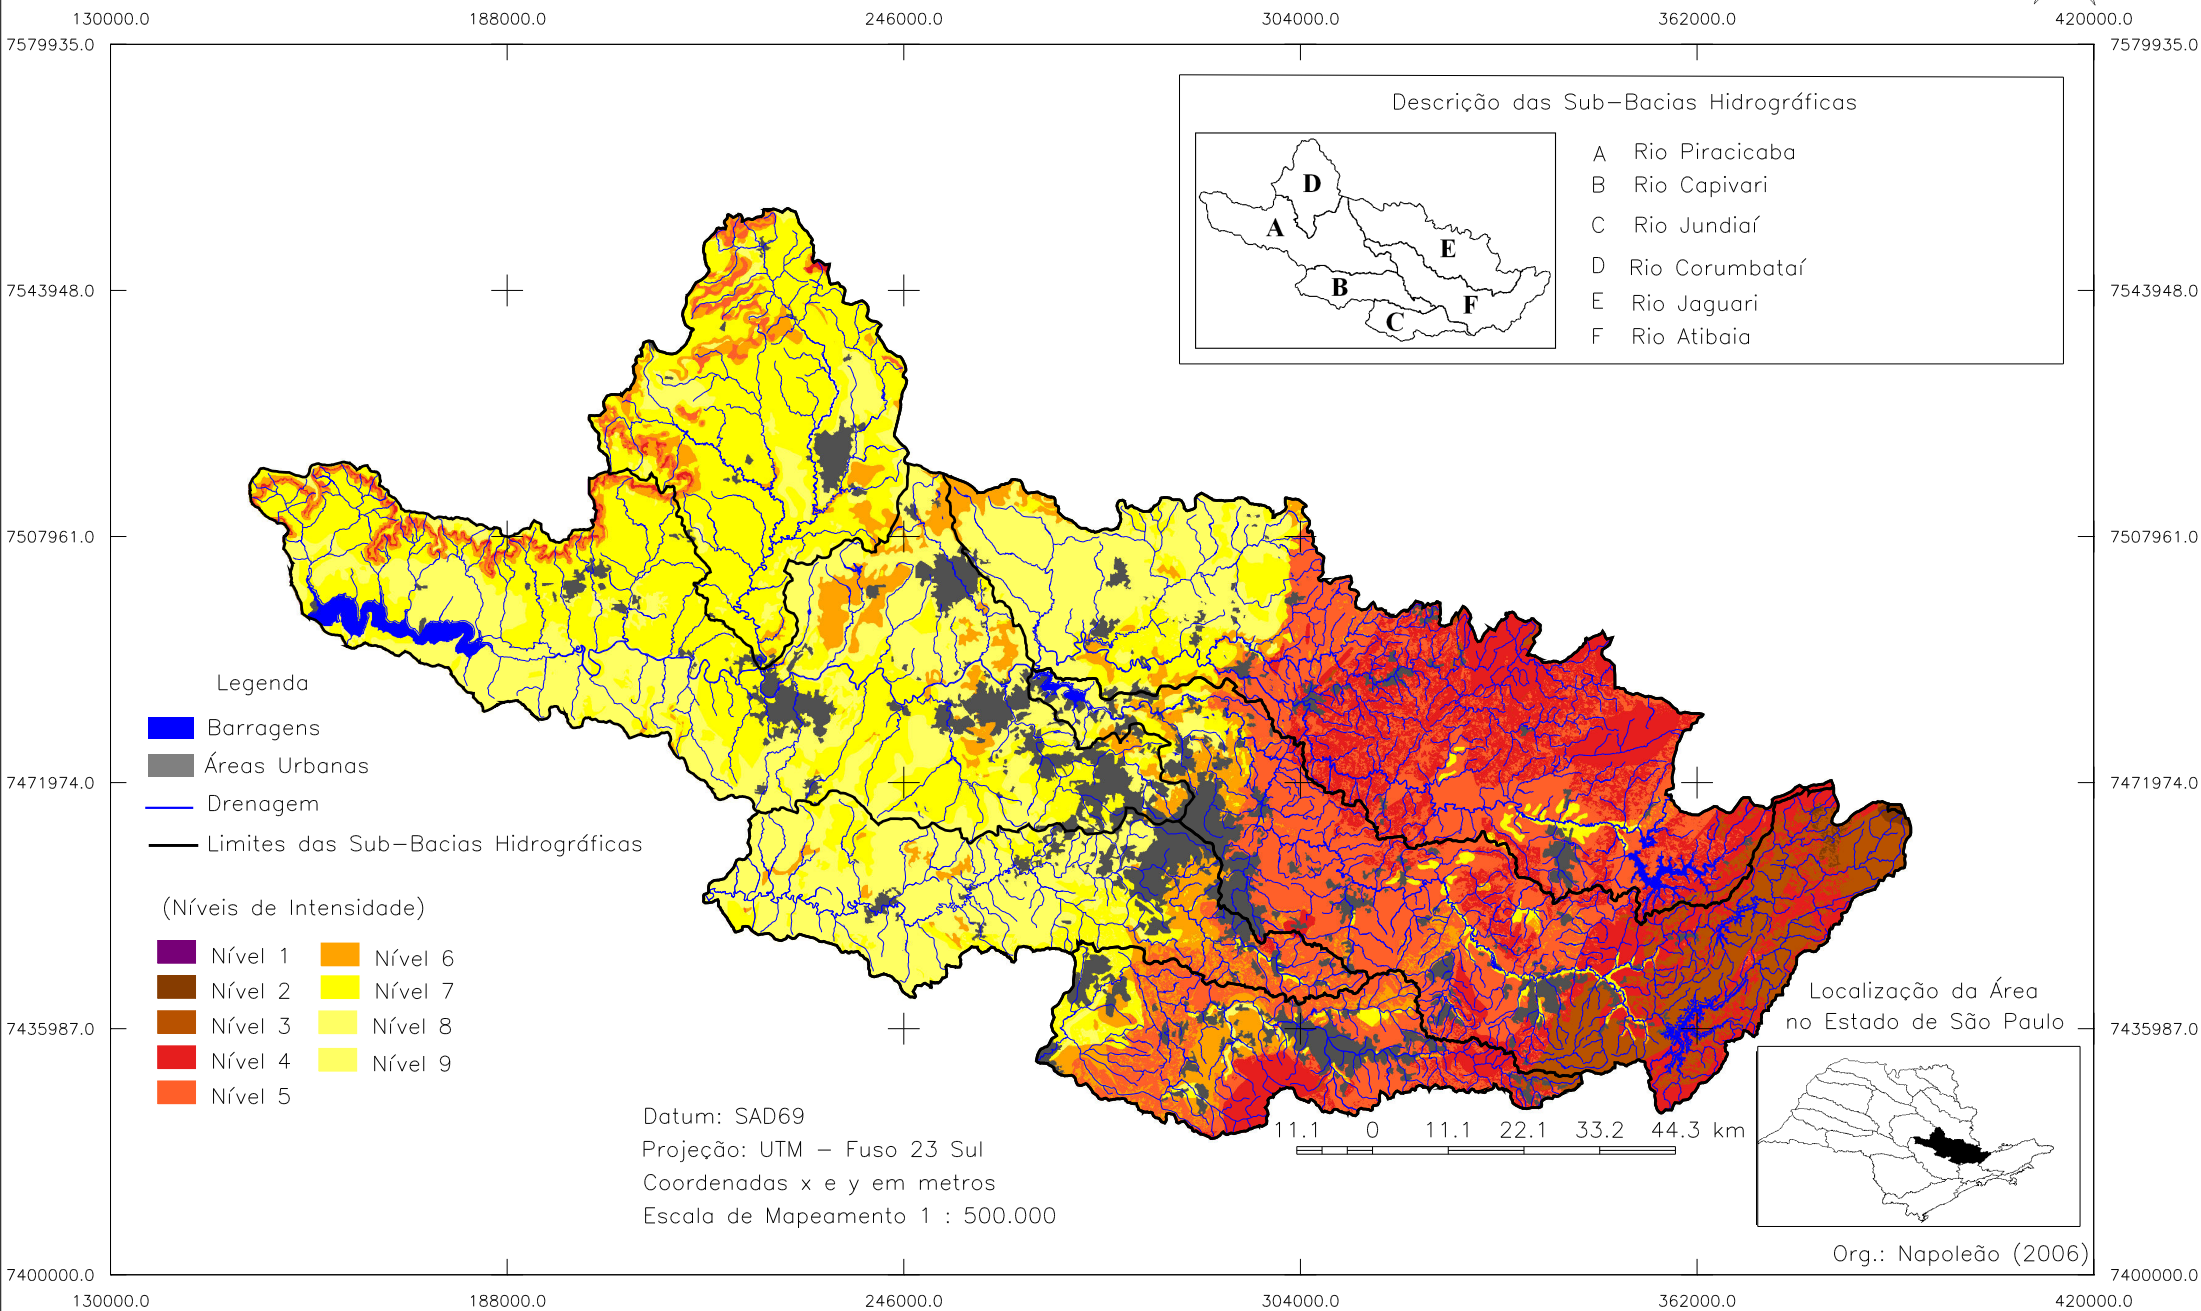 130000.0 188000.0 246000.0 304000.0 362000.0 420000.0
7579935.0 7579935.0
Descrição das Sub-Bacias Hidrográficas
A Rio Piracicaba
B Rio Capivari
C Rio Jundiaí
D Rio Corumbataí
E Rio Jaguari
F Rio Atibaia
D
A
E
B
F
C
7543948.0 7543948.0
7507961.0 7507961.0
Legenda
Barragens
Áreas Urbanas
Drenagem
Limites das Sub-Bacias Hidrográficas
7471974.0 7471974.0
(Níveis de Intensidade)
Nível 1
Nível 2
Nível 3
Nível 4
Nível 5
Nível 6
Nível 7
Nível 8
Nível 9
7435987.0 7435987.0
Localização da Área
no Estado de São Paulo
Datum: SAD69
Projeção: UTM - Fuso 23 Sul
Coordenadas x e y em metros
Escala de Mapeamento 1 : 500.000
11.1 0 11.1 22.1 33.2 44.3 km
Org.: Napoleão (2006)
7400000.0 7400000.0
130000.0 188000.0 246000.0 304000.0 362000.0 420000.0